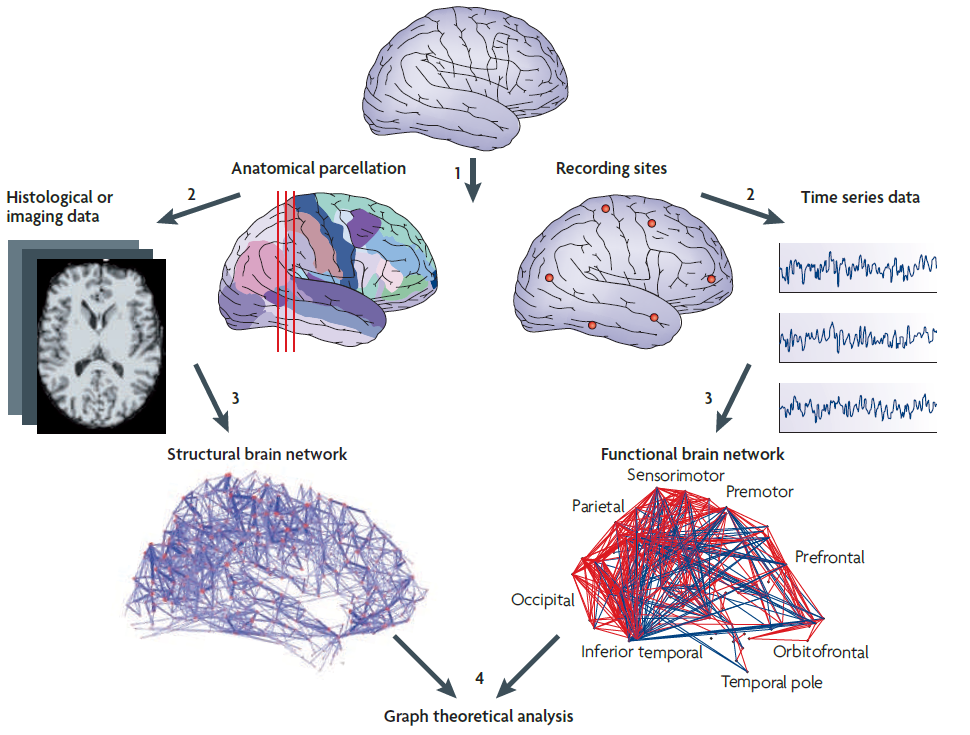 Anatomical parcellation
1
Recording sites
Histological or
imaging data
2
2
Time series data
3
3
Structural brain network
Functional brain network
Sensorimotor
Parietal
Premotor
Prefrontal
Occipital
Inferior temporal
Orbitofrontal
Temporal pole
4
Graph theoretical analysis